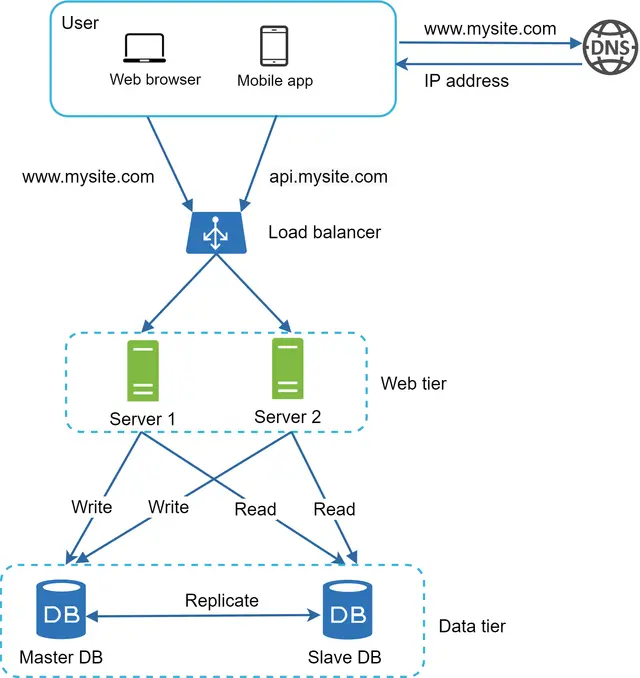 User
www.mysite.com
DNS
Web browser
Mobile app
IP address
www.mysite.com
api.mysite.com
Load balancer
Web tier
Server 1
Server 2
Write
Write
Read
Read
Replicate
DB
DB
Data tier
Master DB
Slave DB